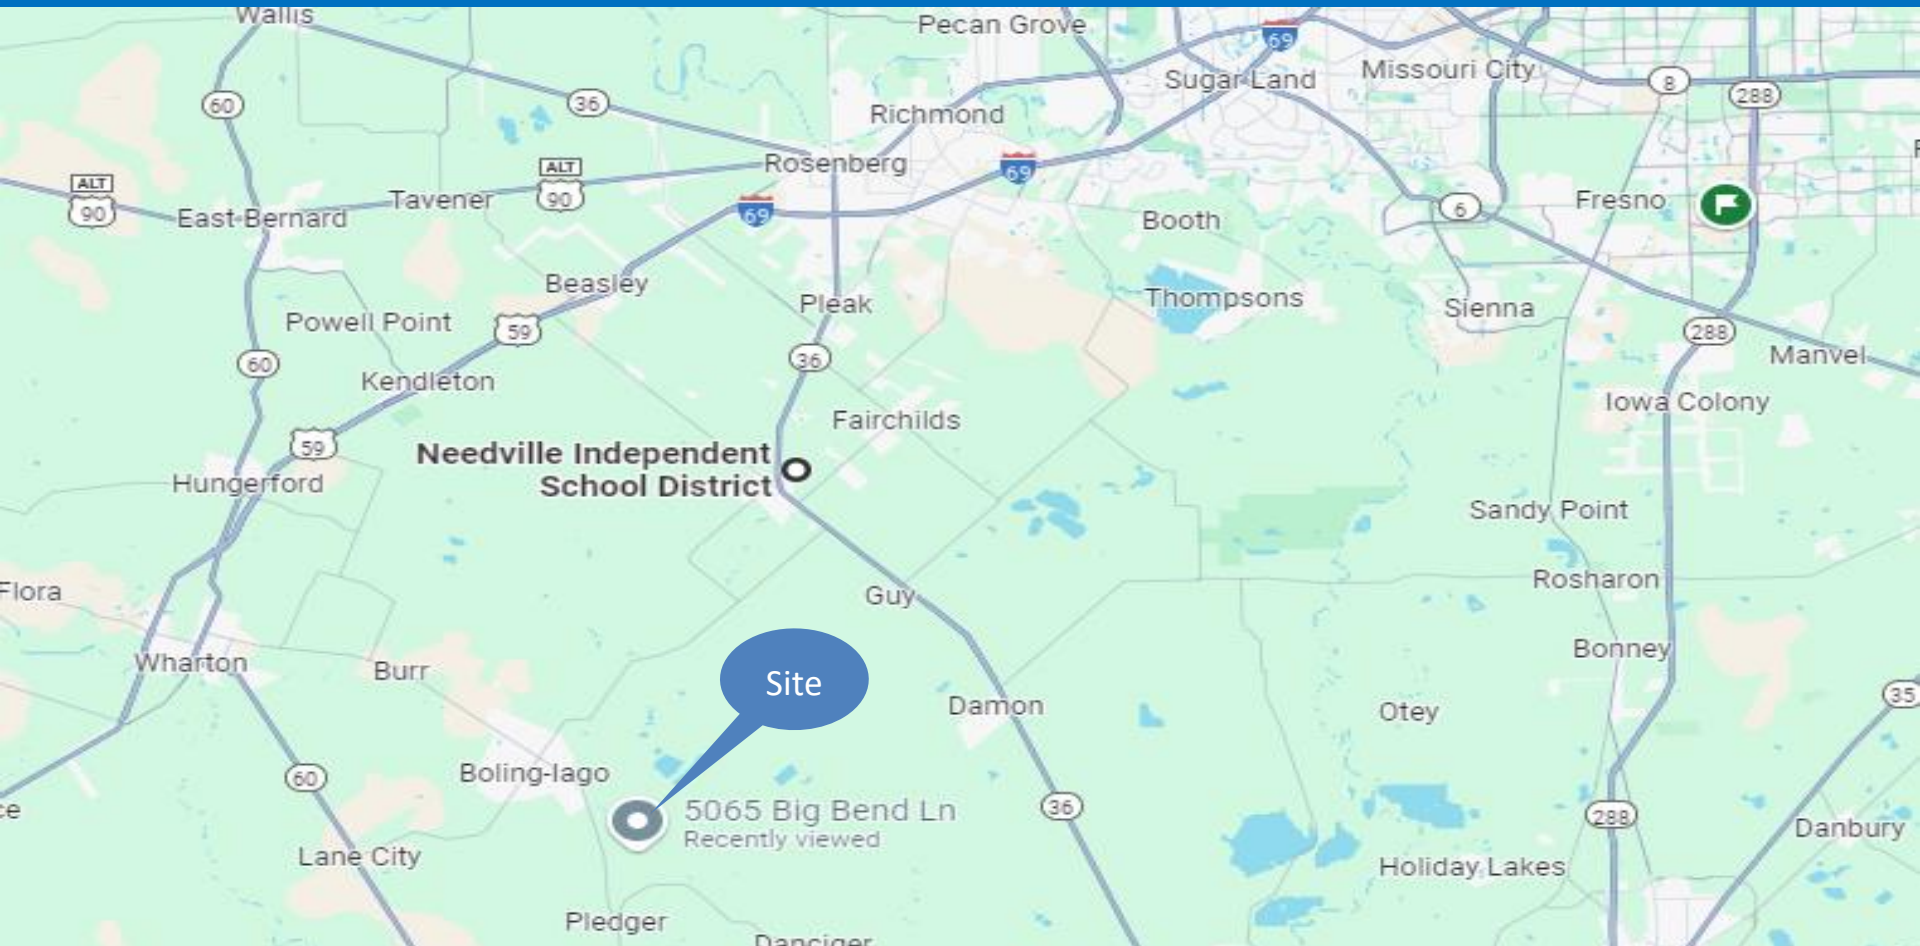 Wallis
Pecan Grove
69
Sugar Land
Missouri City
8
288
60
36
Richmond
Rosenberg
69
ALT
90
ALT
90
Tavener
East Bernard
69
Booth
6
Fresno
Beasley
Pleak
Thompsons
Sienna
Powell Point
59
288
Manvel
60
36
Kendleton
Iowa Colony
Fairchilds
59
Needville Independent
School District
Hungerford
Sandy Point
Flora
Guy
Rosharon
Wharton
Burr
Site
Bonney
35
Damon
Otey
60
Boling-Iago
5065 Big Bend Ln
Recently viewed
36
288
Danbury
Lane City
Holiday Lakes
Pledger
Danciger